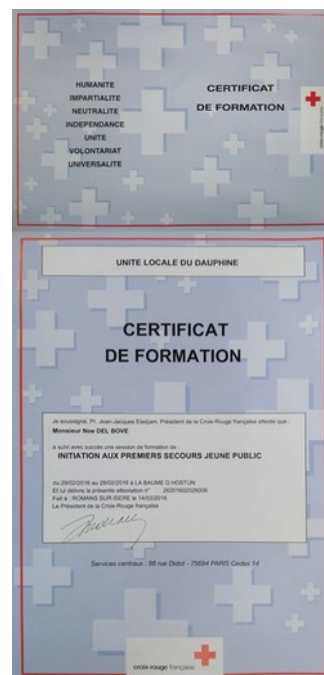 HUMANITE
IMPARTIALITE
NEUTRALITE
INDEPENDANCE
UNITE
VOLONTARIAT
UNIVERSALITE
CERTIFICAT
DE FORMATION
croix-rouge française
UNITE LOCALE DU DAUPHINE
CERTIFICAT
DE FORMATION
Je soussigné, Pr. Jean-Jacques Eledjam, Président de la Croix-Rouge française atteste que :
Monsieur Noe DEL BOVE
a suivi avec succès une session de formation de :
INITIATION AUX PREMIERS SECOURS JEUNE PUBLIC
du 29/02/2016 au 29/02/2016 à LA BAUME D HOSTUN
Et lui délivre la présente attestation n° 26201602026006
Fait à : ROMANS SUR ISERE le 14/03/2016
Le Président de la Croix-Rouge française
Services centraux : 98 rue Didot - 75694 PARIS Cedex 14
croix-rouge française